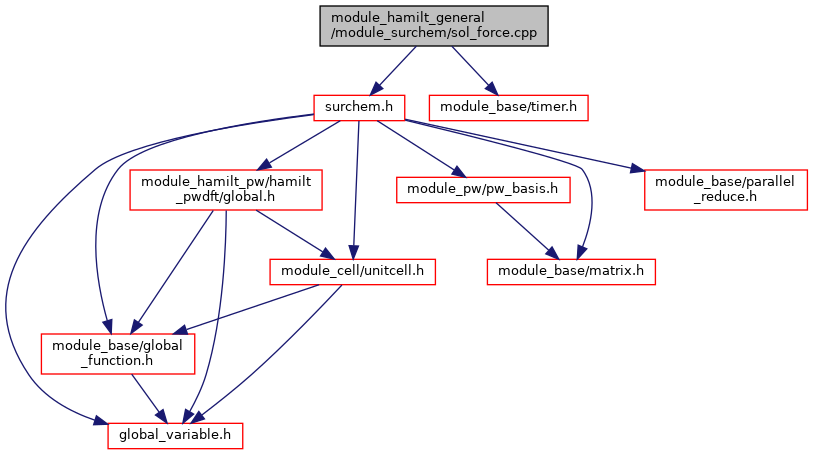 module_hamilt_general
/module_surchem/sol_force.cpp
surchem.h
module_base/timer.h
module_hamilt_pw/hamilt
_pwdft/global.h
module_pw/pw_basis.h
module_base/parallel
_reduce.h
module_cell/unitcell.h
module_base/matrix.h
module_base/global
_function.h
global_variable.h